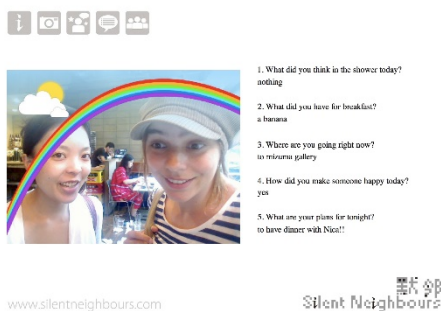 1. What did you think in the shower today?
nothing
2. What did you have for breakfast?
a banana
3. Where are you going right now?
to mizuma gallery
4. How did you make someone happy today?
yes
5. What are your plans for tonight?
to have dinner with Nica!!
默 邻
www.silentneighbours.com
Silent Neighbours